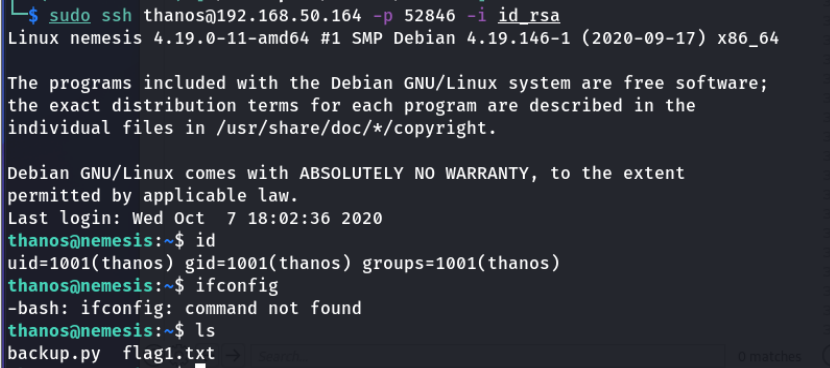 └─$ sudo ssh thanos@192.168.50.164 -p 52846 -i id_rsa
Linux nemesis 4.19.0-11-amd64 #1 SMP Debian 4.19.146-1 (2020-09-17) x86_64
The programs included with the Debian GNU/Linux system are free software;
the exact distribution terms for each program are described in the
individual files in /usr/share/doc/*/copyright.
Debian GNU/Linux comes with ABSOLUTELY NO WARRANTY, to the extent
permitted by applicable law.
Last login: Wed Oct  7 18:02:36 2020
thanos@nemesis:~$ id
uid=1001(thanos) gid=1001(thanos) groups=1001(thanos)
thanos@nemesis:~$ ifconfig
-bash: ifconfig: command not found
thanos@nemesis:~$ ls
backup.py  flag1.txt
Search
0 matches